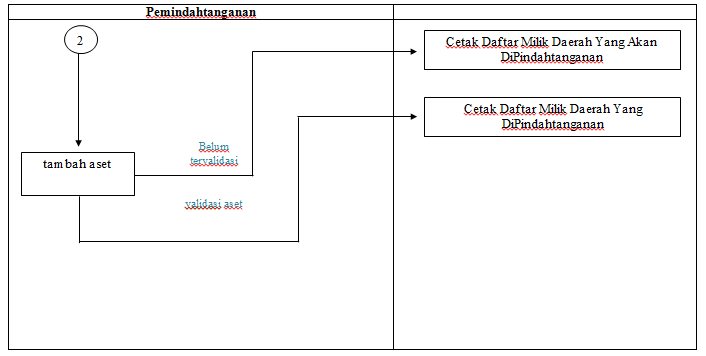 Pemindahtanganan
2
Cetak Daftar Milik Daerah Yang Akan
DiPindahtanganan
Cetak Daftar Milik Daerah Yang
DiPindahtanganan
tambah aset
Belum
tervalidasi
validasi aset